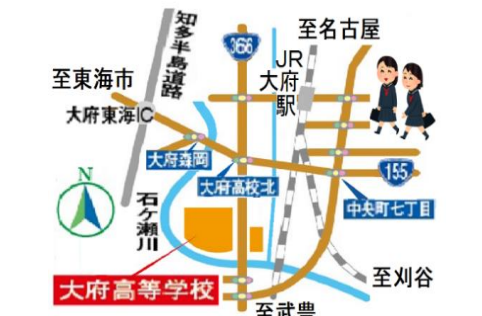 至名古屋
知多半島道路
366
JR
大府
駅
至東海市
大府東海IC
大府森岡
N
155
大府高校北
中央町七丁目
石ケ瀬川
至刈谷
大府高等学校
至武豊